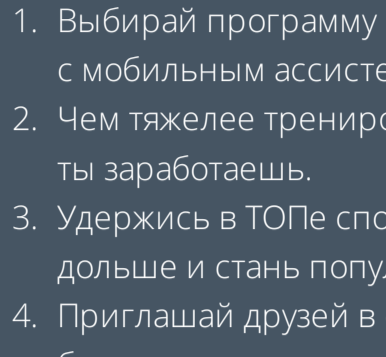 1. Выбирай программу
с мобильным ассисте
2. Чем тяжелее трениро
ты заработаешь.
3. Удержись в ТОПе спо
дольше и стань попул
4. Приглашай друзей в